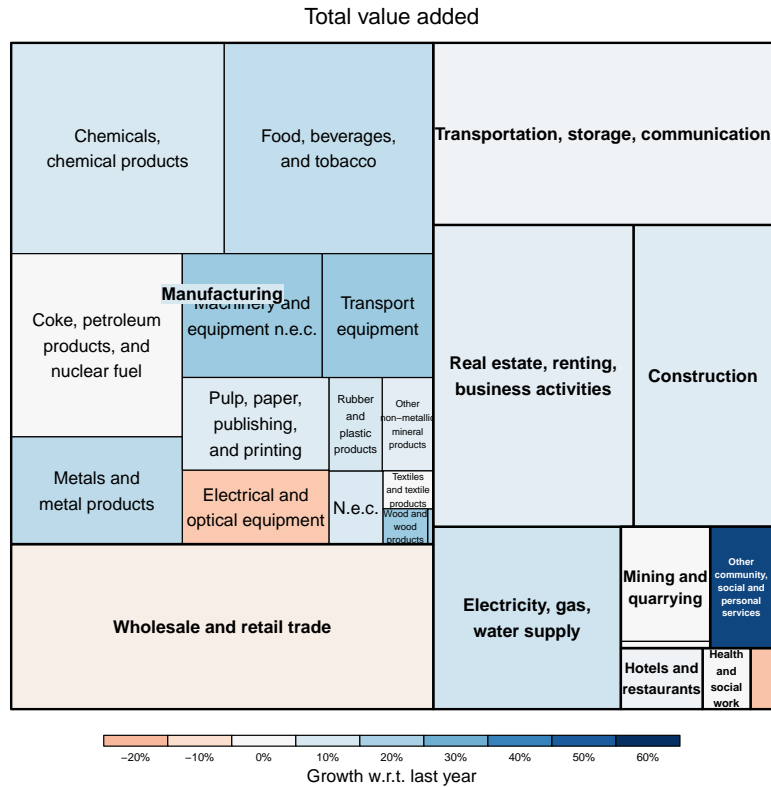 Total value added
Chemicals,
chemical products
Food, beverages,
and tobacco
Transportation, storage, communication
Coke, petroleum
products, and
nuclear fuel
Manufacturing
Machinery and
equipment n.e.c.
Transport
equipment
Real estate, renting,
business activities
Construction
Pulp, paper,
publishing,
and printing
Rubber
and
plastic
products
Other
non−metallic
mineral
products
Metals and
metal products
Electrical and
optical equipment
N.e.c.
Textiles
and textile
products
Wood and
wood
products
Wholesale and retail trade
Electricity, gas,
water supply
Mining and
quarrying
Other
community,
social and
personal
services
Hotels and
restaurants
Health
and
social
work
−20%
−10%
0%
10%
20%
30%
40%
50%
60%
Growth w.r.t. last year